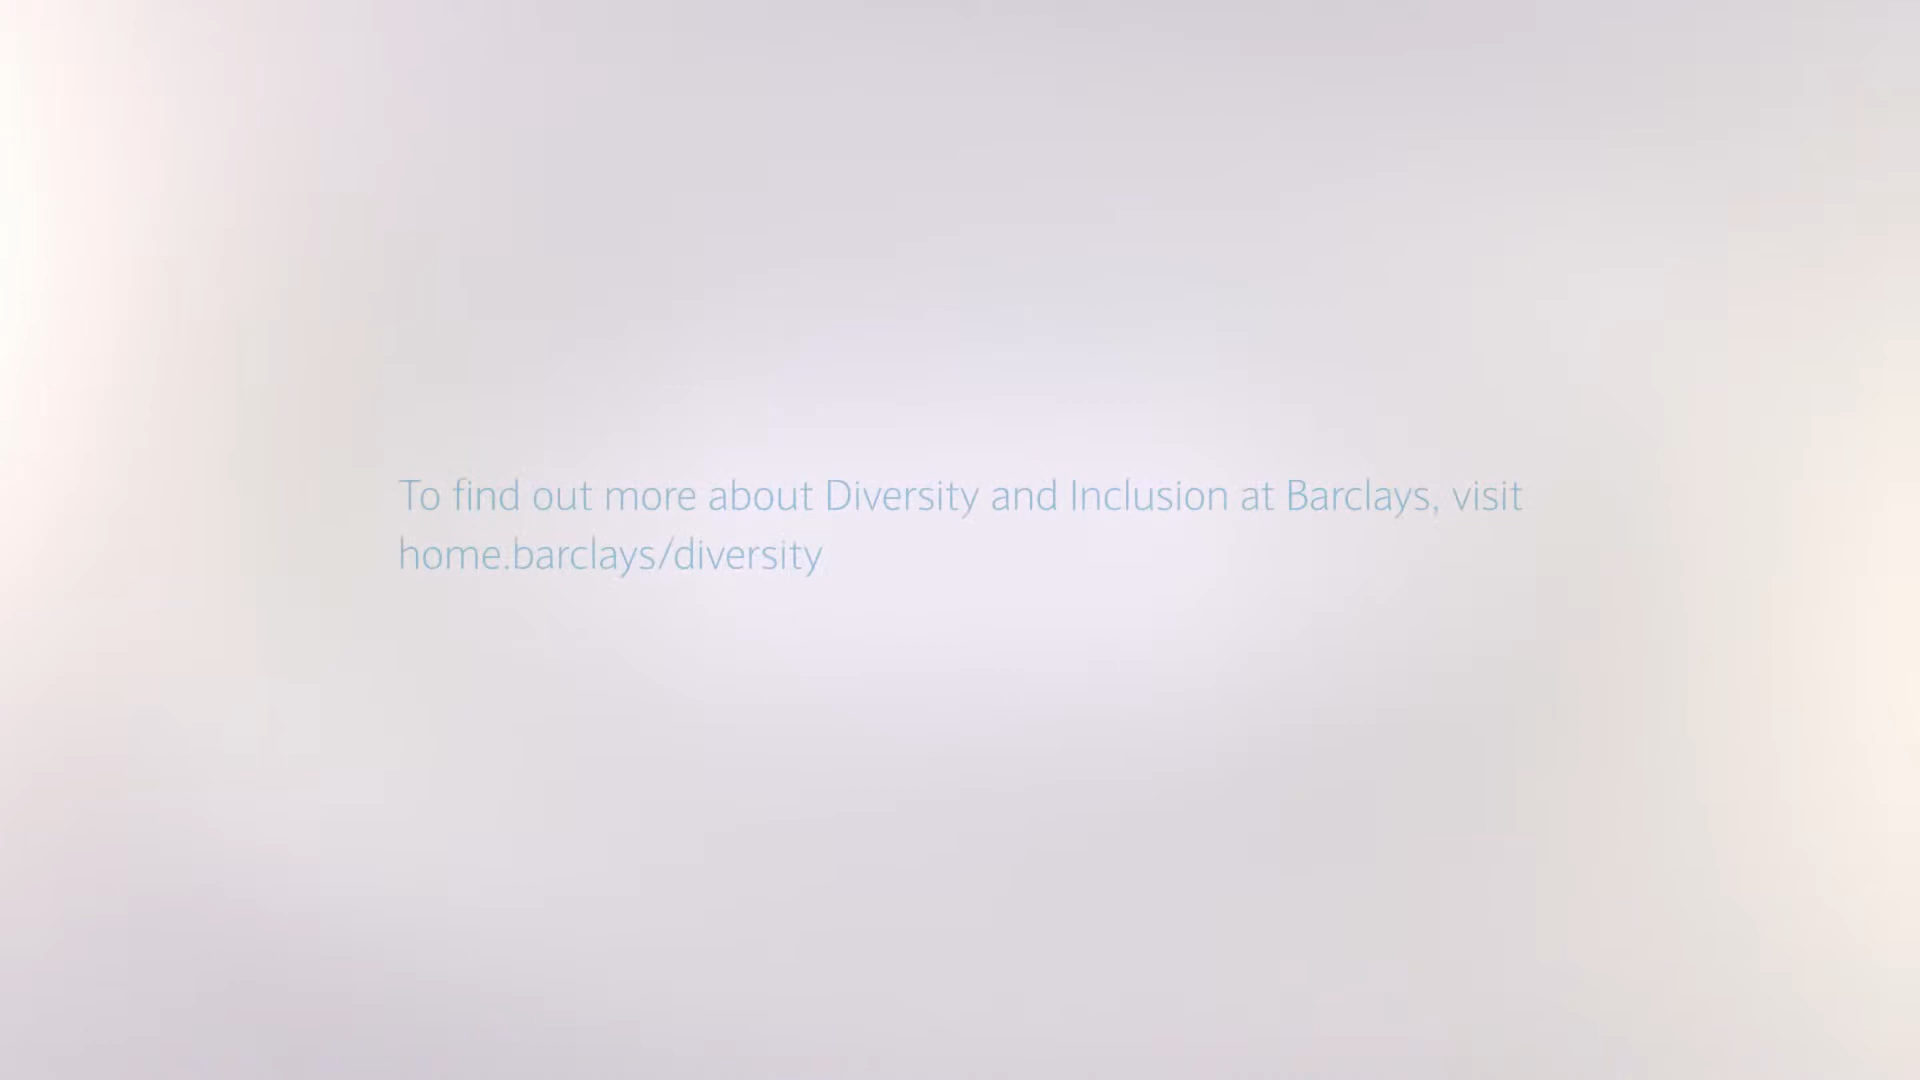 To find out more about Diversity and Inclusion at Barclays, visit
home.barclays/diversity